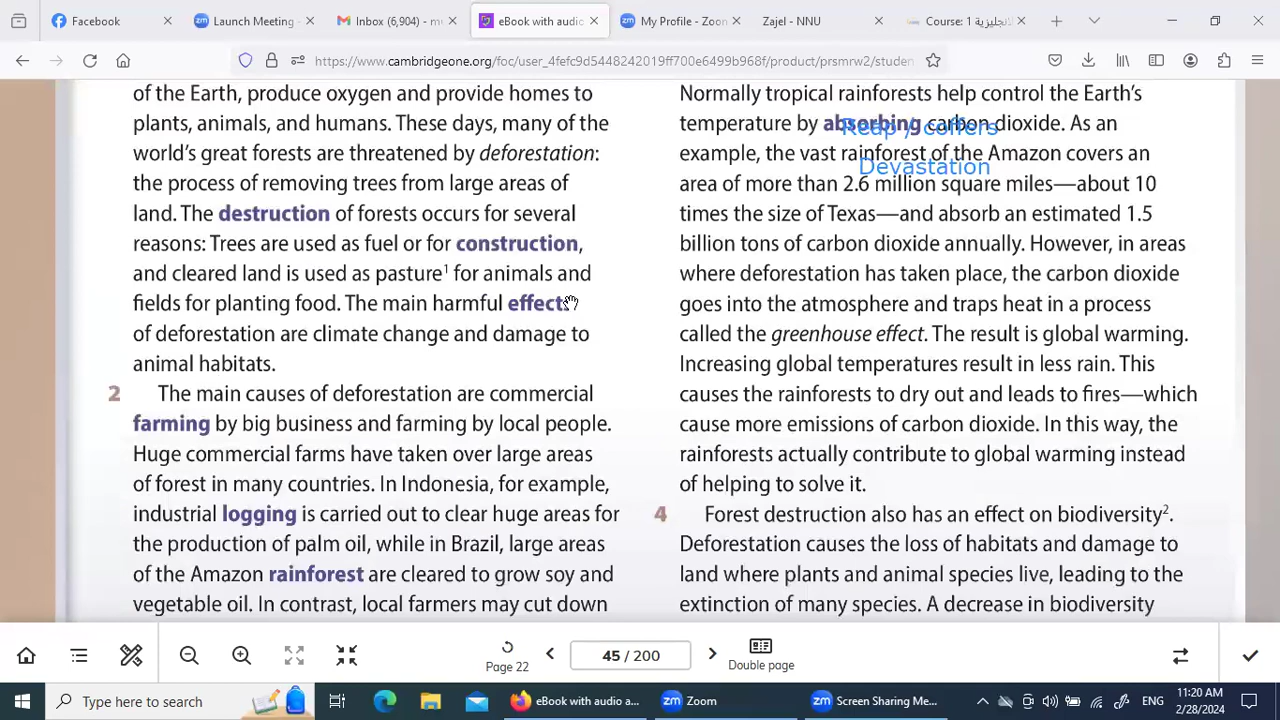 Facebook
Launch Meeting -
Inbox (6,904) - m
eBook with audio
My Profile - Zoon
Zajel - NNU
Course: 1 الانجليزية
https://www.cambridgeone.org/foc/user_4fefc9d5448242019ff700e6499b968f/product/prsmrw2/studen
of the Earth, produce oxygen and provide homes to
plants, animals, and humans. These days, many of the
world's great forests are threatened by deforestation:
the process of removing trees from large areas of
land. The destruction of forests occurs for several
reasons: Trees are used as fuel or for construction,
and cleared land is used as pasture¹ for animals and
fields for planting food. The main harmful effects
of deforestation are climate change and damage to
animal habitats.
2 The main causes of deforestation are commercial
farming by big business and farming by local people.
Huge commercial farms have taken over large areas
of forest in many countries. In Indonesia, for example,
industrial logging is carried out to clear huge areas for
the production of palm oil, while in Brazil, large areas
of the Amazon rainforest are cleared to grow soy and
vegetable oil. In contrast, local farmers may cut down
Normally tropical rainforests help control the Earth's
temperature by absorbing carbon dioxide. As an
Reap / coffers
example, the vast rainforest of the Amazon covers an
Devastation
area of more than 2.6 million square miles—about 10
times the size of Texas—and absorb an estimated 1.5
billion tons of carbon dioxide annually. However, in areas
where deforestation has taken place, the carbon dioxide
goes into the atmosphere and traps heat in a process
called the greenhouse effect. The result is global warming.
Increasing global temperatures result in less rain. This
causes the rainforests to dry out and leads to fires—which
cause more emissions of carbon dioxide. In this way, the
rainforests actually contribute to global warming instead
of helping to solve it.
4 Forest destruction also has an effect on biodiversity².
Deforestation causes the loss of habitats and damage to
land where plants and animal species live, leading to the
extinction of many species. A decrease in biodiversity
Page 22
45 / 200
Double page
Type here to search
eBook with audio a...
Zoom
Screen Sharing Me...
ENG
11:20 AM
2/28/2024